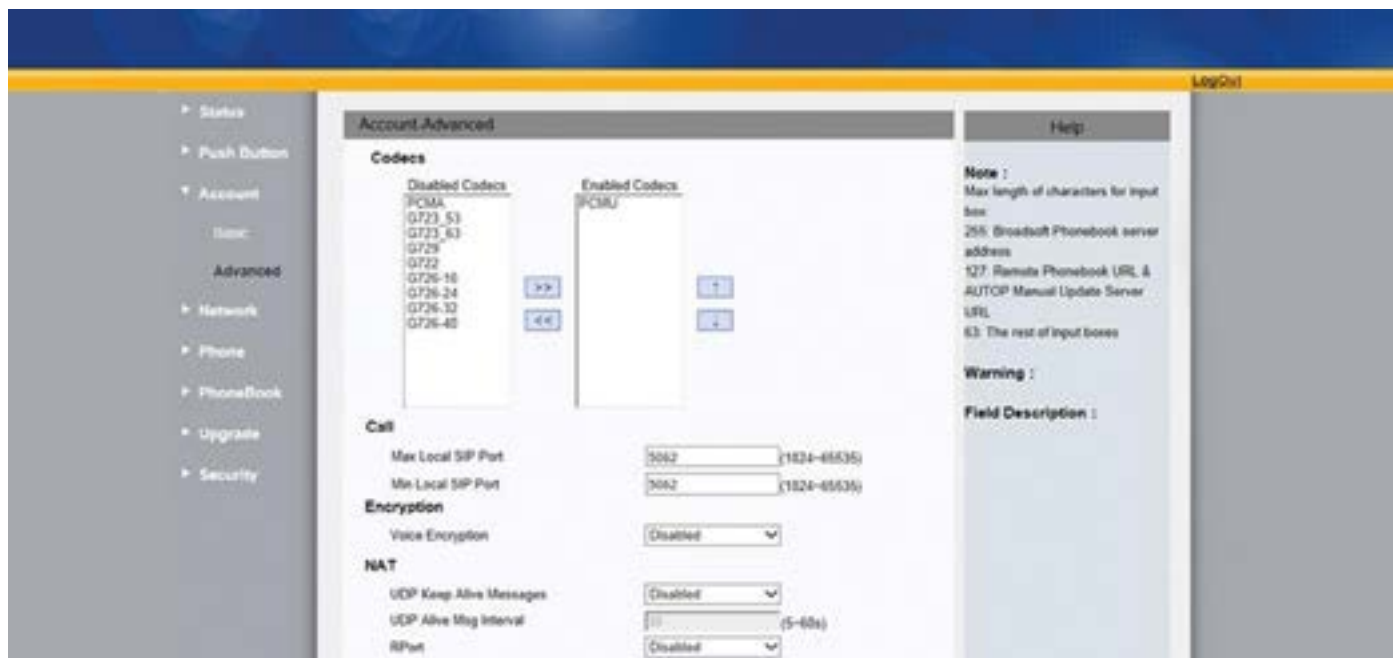 LogOut
Status
Push Button
Account
Basic
Advanced
Network
Phone
PhoneBook
Upgrade
Security
Account-Advanced
Codecs
Disabled Codecs
Enabled Codecs
PCMA
G723_53
G723_63
G729
G722
G726-16
G726-24
G726-32
G726-40
PCMU
>>
<<
↑
↓
Call
Max Local SIP Port 5062 (1024~65535)
Min Local SIP Port 5062 (1024~65535)
Encryption
Voice Encryption Disabled
NAT
UDP Keep Alive Messages Disabled
UDP Alive Msg Interval (5~60s)
RPort Disabled
Help
Note :
Max length of characters for input
box:
255: Broadsoft Phonebook server
address
127: Remote Phonebook URL &
AUTOP Manual Update Server
URL
63: The rest of input boxes
Warning :
Field Description :